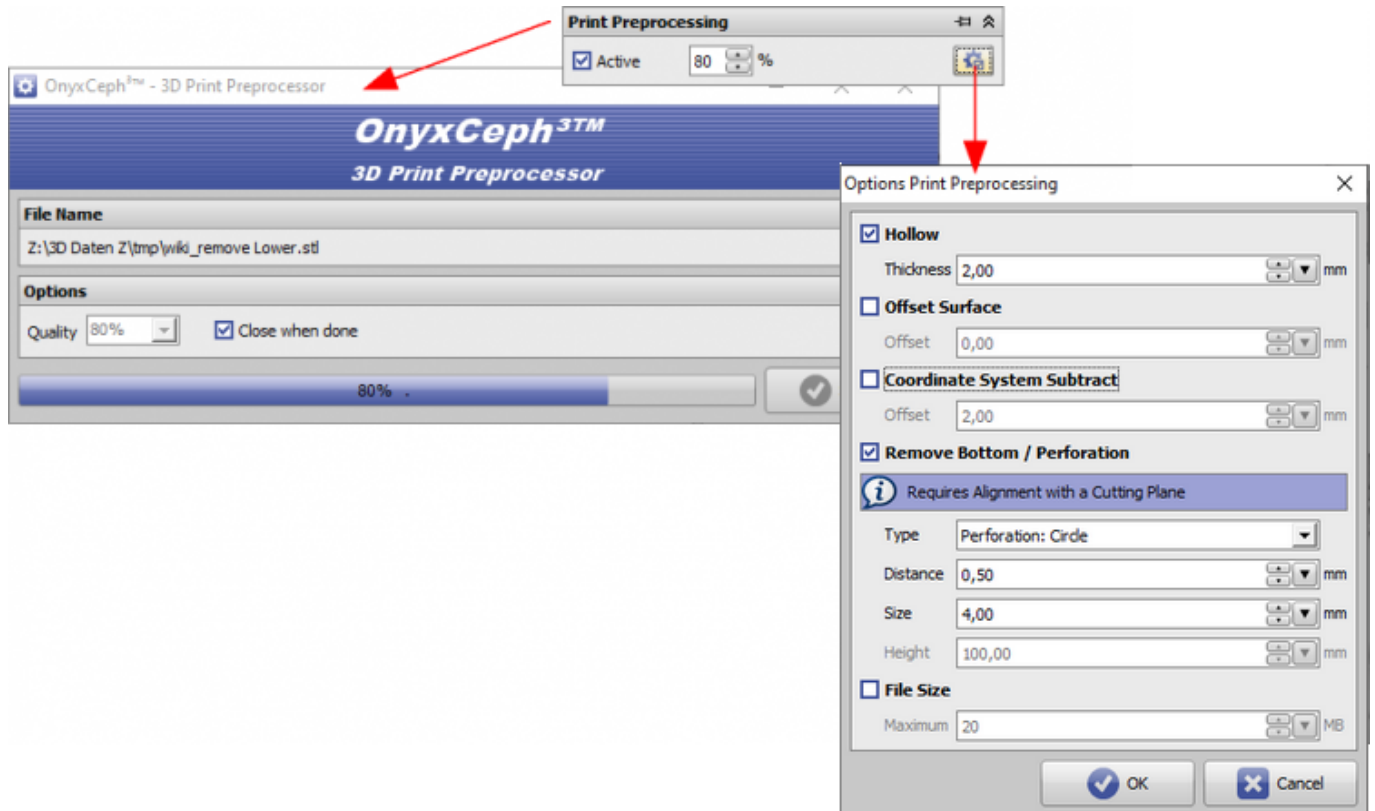 Print Preprocessing
Active 80 %
OnyxCeph³™ - 3D Print Preprocessor
OnyxCeph³ᵀᴹ
3D Print Preprocessor
File Name
Z:\3D Daten Z\tmp\wiki_remove Lower.stl
Options
Quality 80% Close when done
80% .
Options Print Preprocessing
Hollow
Thickness 2,00 mm
Offset Surface
Offset 0,00 mm
Coordinate System Subtract
Offset 2,00 mm
Remove Bottom / Perforation
Requires Alignment with a Cutting Plane
Type Perforation: Circle
Distance 0,50 mm
Size 4,00 mm
Height 100,00 mm
File Size
Maximum 20 MB
OK Cancel